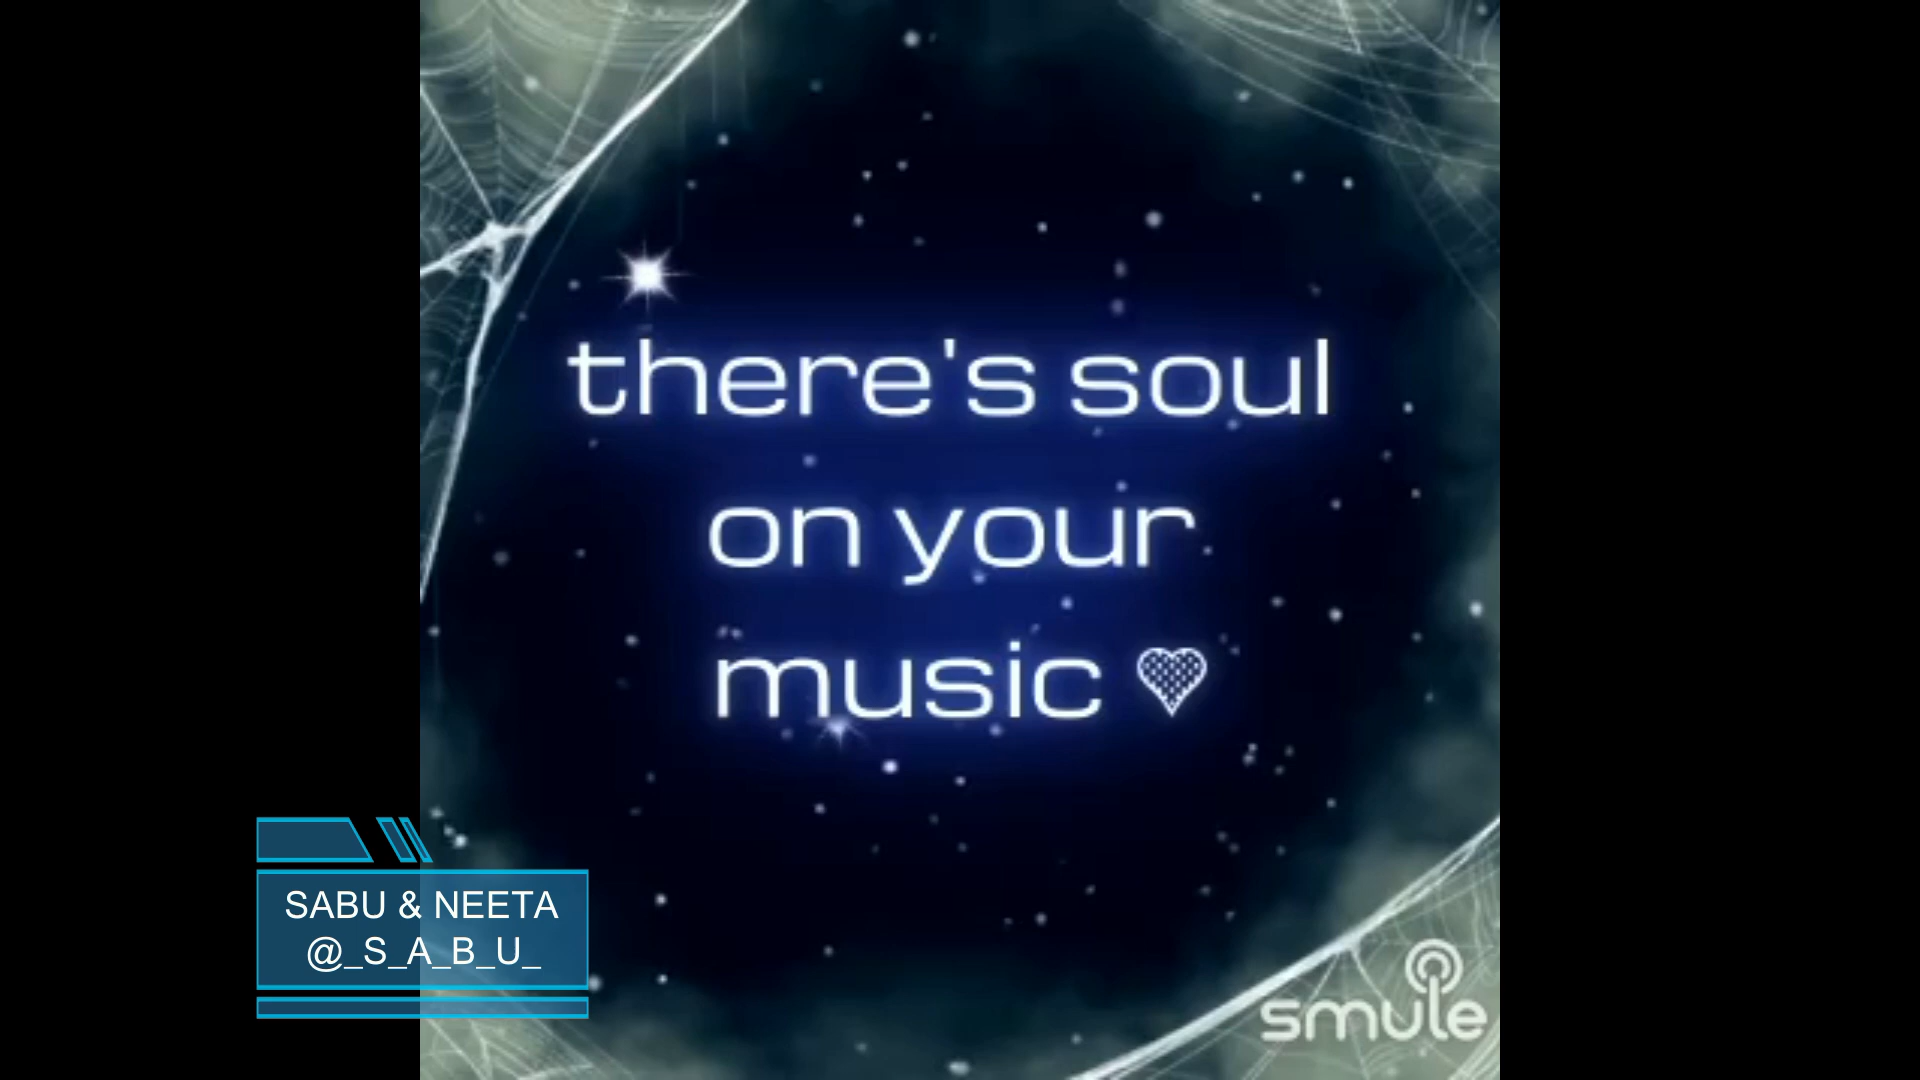 there's soul
on your
music ♥
SABU & NEETA
@_S_A_B_U_
smule